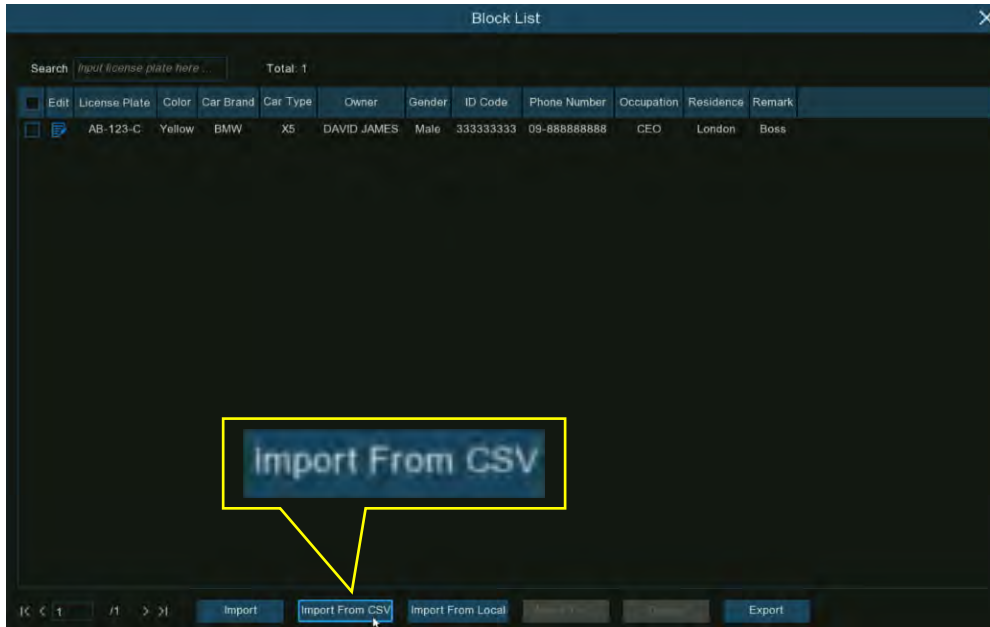 Block List
Search Input license plate here ... Total: 1
Edit License Plate Color Car Brand Car Type Owner Gender ID Code Phone Number Occupation Residence Remark
AB-123-C Yellow BMW X5 DAVID JAMES Male 333333333 09-888888888 CEO London Boss
Import From CSV
1 /1 Import Import From CSV Import From Local Export